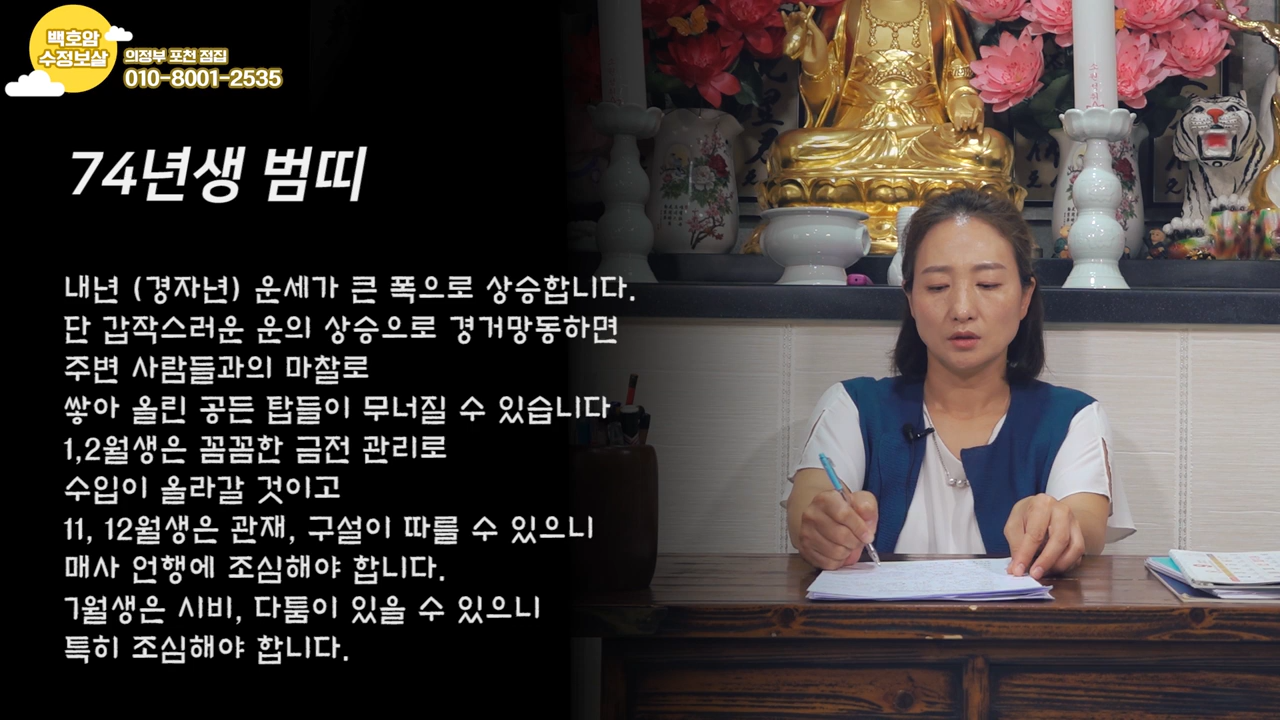 백호암
수정보살
의정부 포천 점집
010-8001-2535
74년생 범띠
내년 (경자년) 운세가 큰 폭으로 상승합니다.
단 갑작스러운 운의 상승으로 경거망동하면
주변 사람들과의 마찰로
쌓아 올린 공든 탑들이 무너질 수 있습니다
1,2월생은 꼼꼼한 금전 관리로
수입이 올라갈 것이고
11, 12월생은 관재, 구설이 따를 수 있으니
매사 언행에 조심해야 합니다.
7월생은 시비, 다툼이 있을 수 있으니
특히 조심해야 합니다.